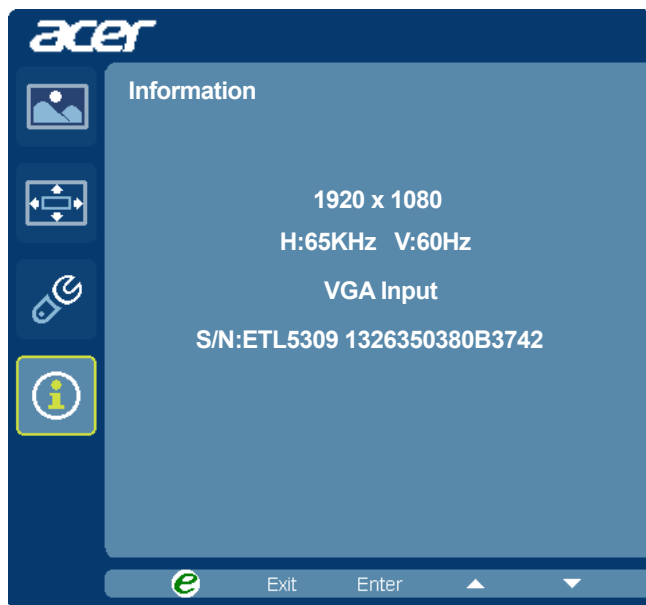 acer
Information
1920 x 1080
H:65KHz V:60Hz
VGA Input
S/N:ETL5309 1326350380B3742
e Exit Enter